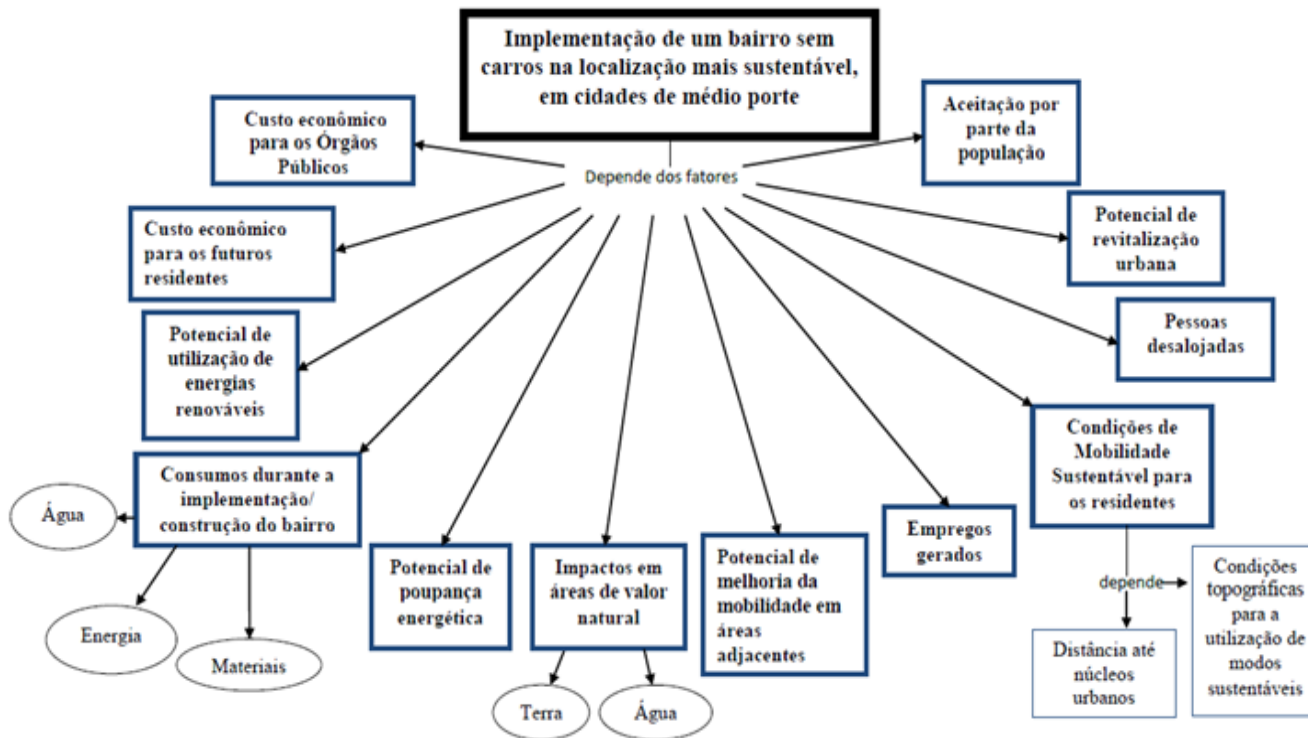 Implementação de um bairro sem
carros na localização mais sustentável,
em cidades de médio porte
Custo econômico
para os Órgãos
Públicos
Aceitação por
parte da
população
Depende dos fatores
Custo econômico
para os futuros
residentes
Potencial de
revitalização
urbana
Potencial de
utilização de
energias
renováveis
Pessoas
desalojadas
Consumos durante a
implementação/
construção do bairro
Água
Energia
Materiais
Potencial de
poupança
energética
Impactos em
áreas de valor
natural
Terra
Água
Potencial de
melhoria da
mobilidade em
áreas
adjacentes
Empregos
gerados
Condições de
Mobilidade
Sustentável para
os residentes
depende
Distância até
núcleos
urbanos
Condições
topográficas
para a
utilização de
modos
sustentáveis